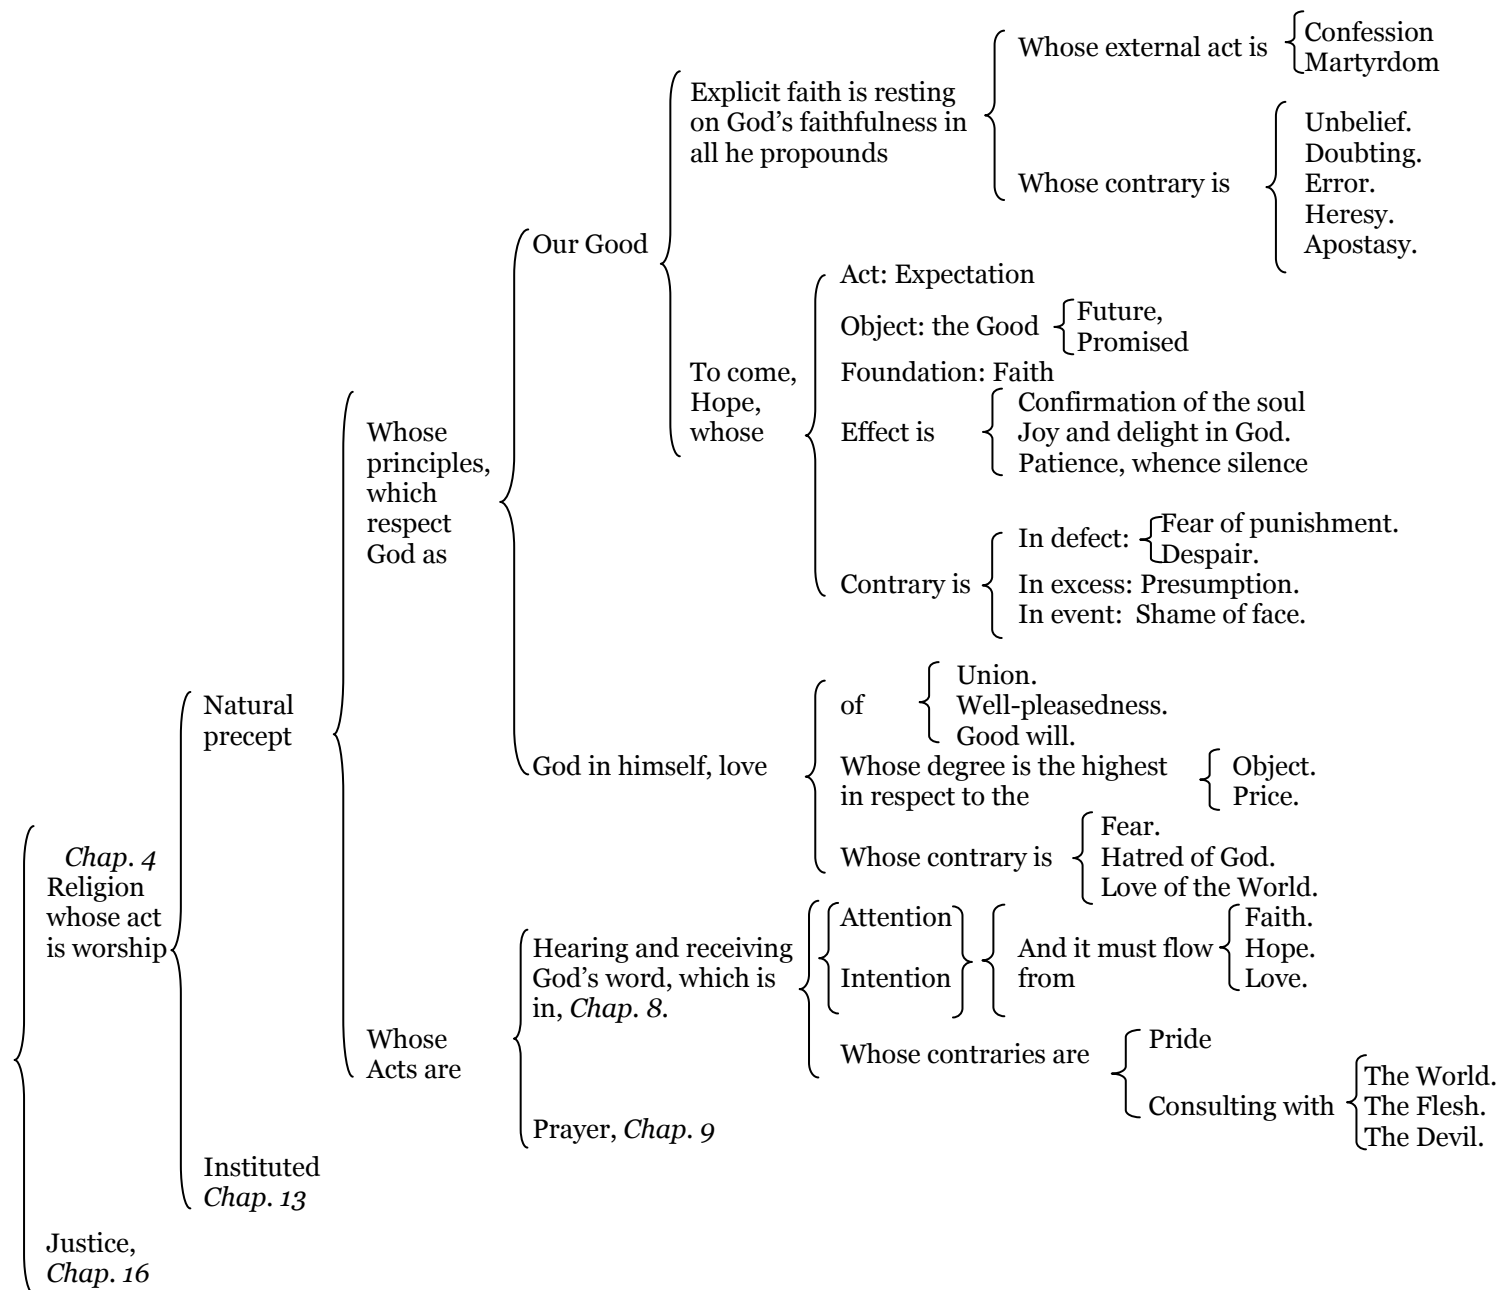 Whose external act is
Confession
Martyrdom
Explicit faith is resting
on God’s faithfulness in
all he propounds
Whose contrary is
Unbelief.
Doubting.
Error.
Heresy.
Apostasy.
Our Good
To come,
Hope,
whose
Act: Expectation
Object: the Good
Future,
Promised
Foundation: Faith
Effect is
Confirmation of the soul
Joy and delight in God.
Patience, whence silence
Contrary is
In defect:
Fear of punishment.
Despair.
In excess: Presumption.
In event: Shame of face.
Whose
principles,
which
respect
God as
God in himself, love
of
Union.
Well-pleasedness.
Good will.
Whose degree is the highest
in respect to the
Object.
Price.
Whose contrary is
Fear.
Hatred of God.
Love of the World.
Natural
precept
Chap. 4
Religion
whose act
is worship
Whose
Acts are
Hearing and receiving
God’s word, which is
in, Chap. 8.
Attention
Intention
And it must flow
from
Faith.
Hope.
Love.
Whose contraries are
Pride
Consulting with
The World.
The Flesh.
The Devil.
Prayer, Chap. 9
Instituted
Chap. 13
Justice,
Chap. 16